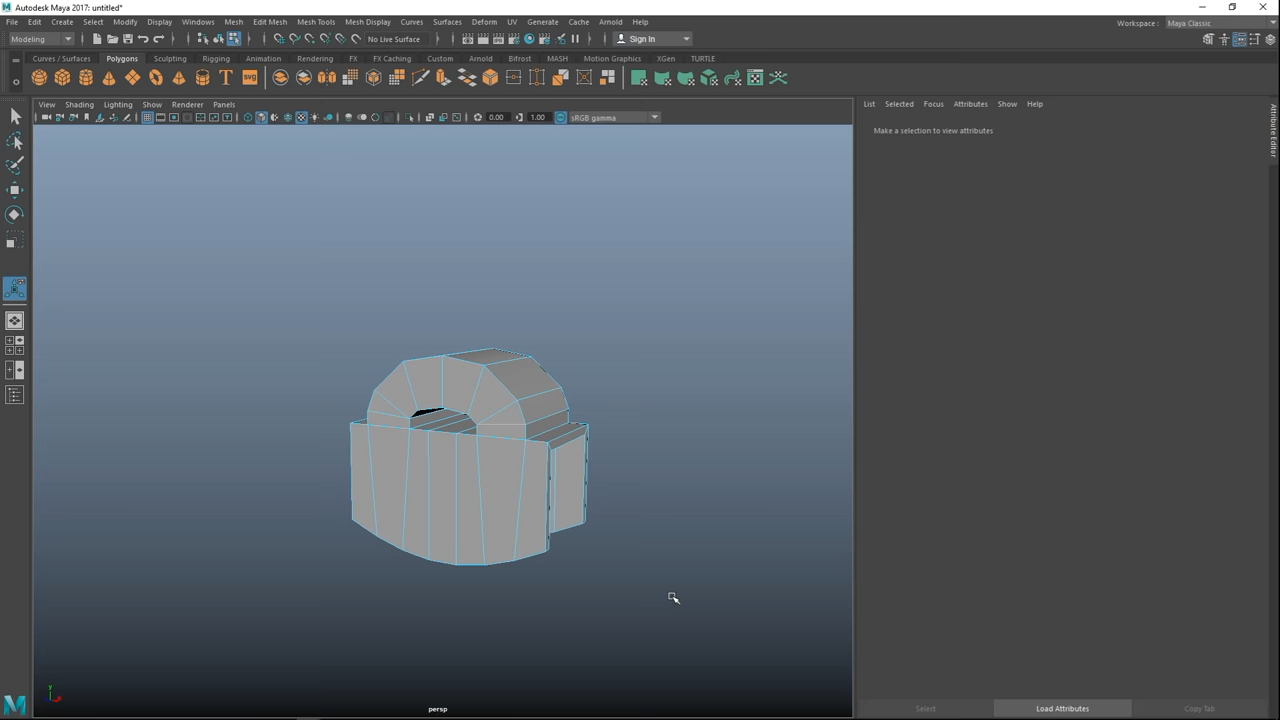 Autodesk Maya 2017: untitled*
File Edit Create Select Modify Display Windows Mesh Edit Mesh Mesh Tools Mesh Display Curves Surfaces Deform UV Generate Cache Arnold Help
Workspace : Maya Classic
Modeling No Live Surface Sign In
Curves / Surfaces Polygons Sculpting Rigging Animation Rendering FX FX Caching Custom Arnold Bifrost MASH Motion Graphics XGen TURTLE
T SVG
View Shading Lighting Show Renderer Panels
List Selected Focus Attributes Show Help
0.00 1.00 sRGB gamma
Make a selection to view attributes
Attribute Editor
y
x
persp
Select Load Attributes Copy Tab